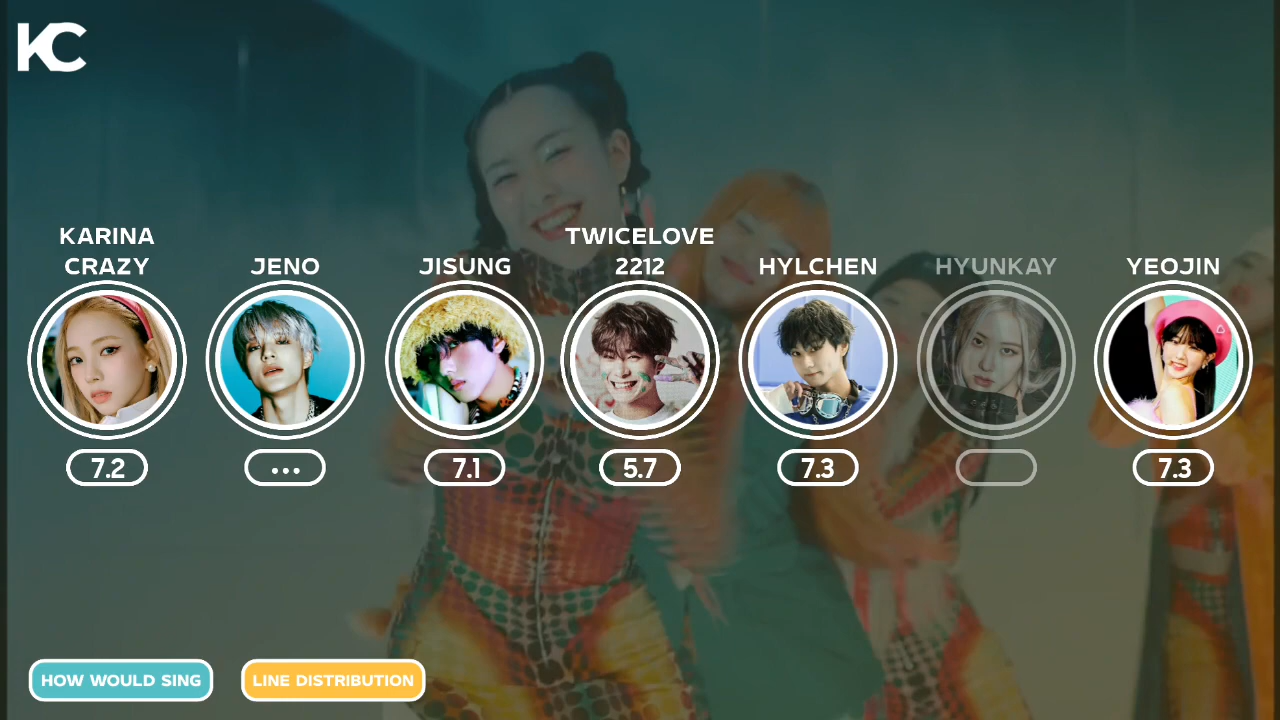 KC
KARINA
CRAZY
JENO
JISUNG
TWICELOVE
2212
HYLCHEN
HYUNKAY
YEOJIN
7.2
...
7.1
5.7
7.3
7.3
HOW WOULD SING
LINE DISTRIBUTION